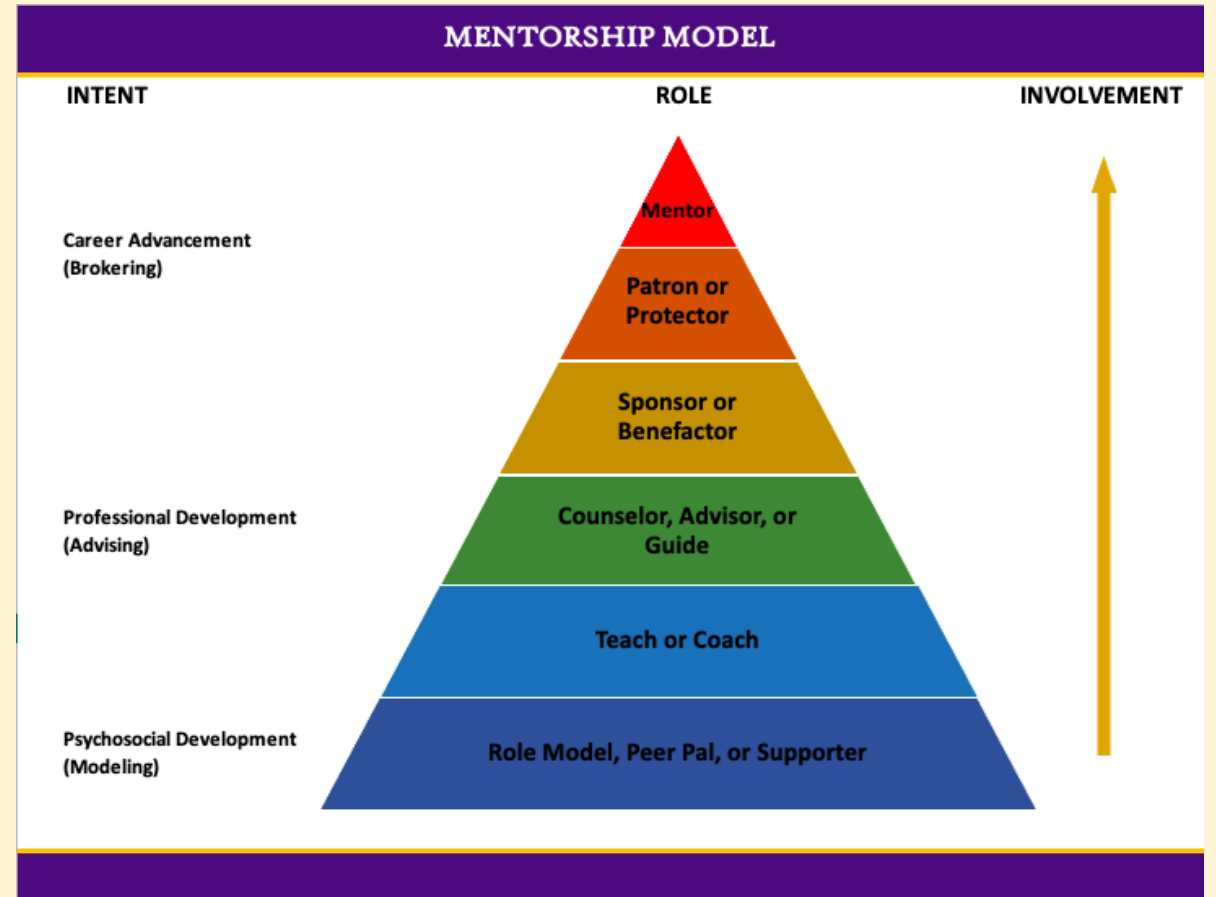 MENTORSHIP MODEL
INTENT
ROLE
INVOLVEMENT
Mentor
Career Advancement
(Brokering)
Patron or
Protector
Sponsor or
Benefactor
Professional Development
(Advising)
Counselor, Advisor, or
Guide
Teach or Coach
Psychosocial Development
(Modeling)
Role Model, Peer Pal, or Supporter